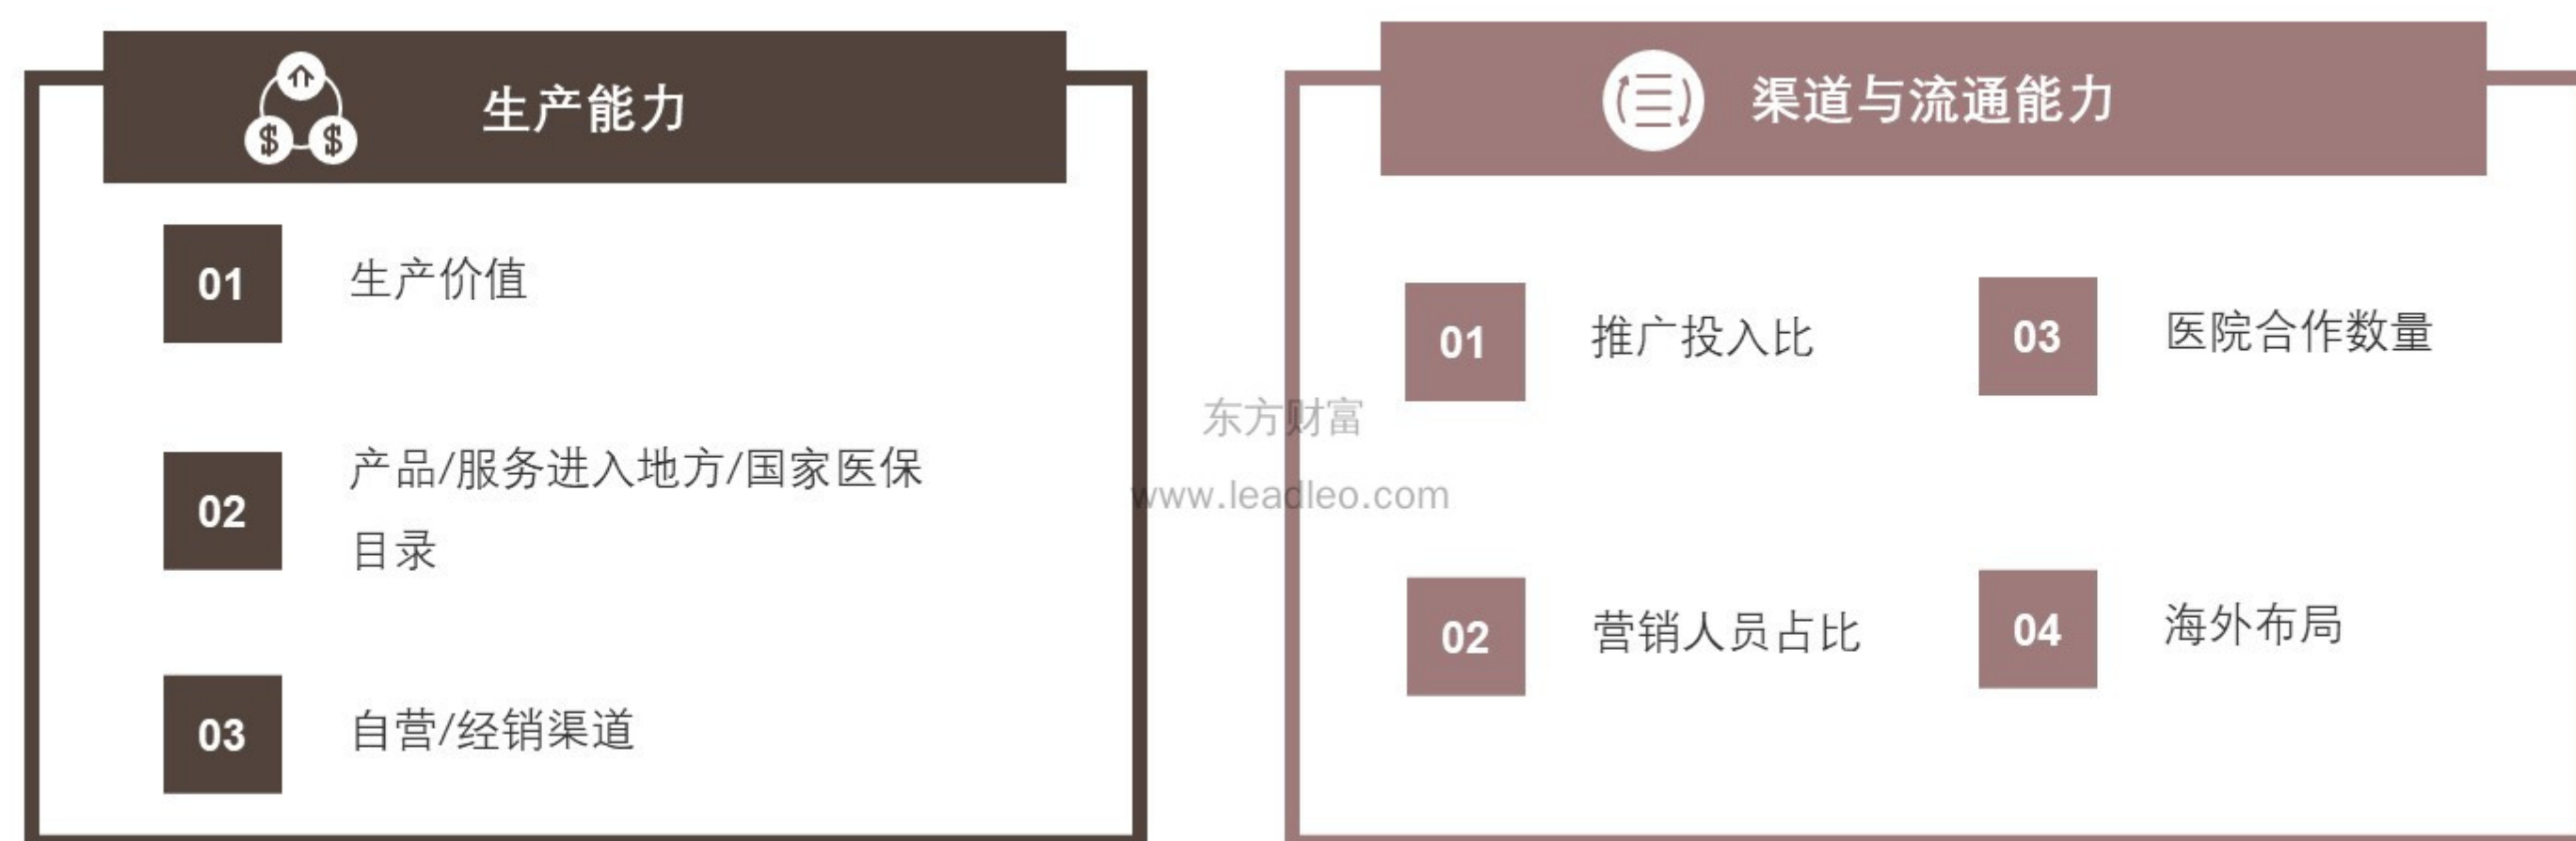 生产能力
01
生产价值
02
产品/服务进入地方/国家医保
目录
03
自营/经销渠道
渠道与流通能力
01
推广投入比
03
医院合作数量
02
营销人员占比
04
海外布局
东方财富
www.leadleo.com